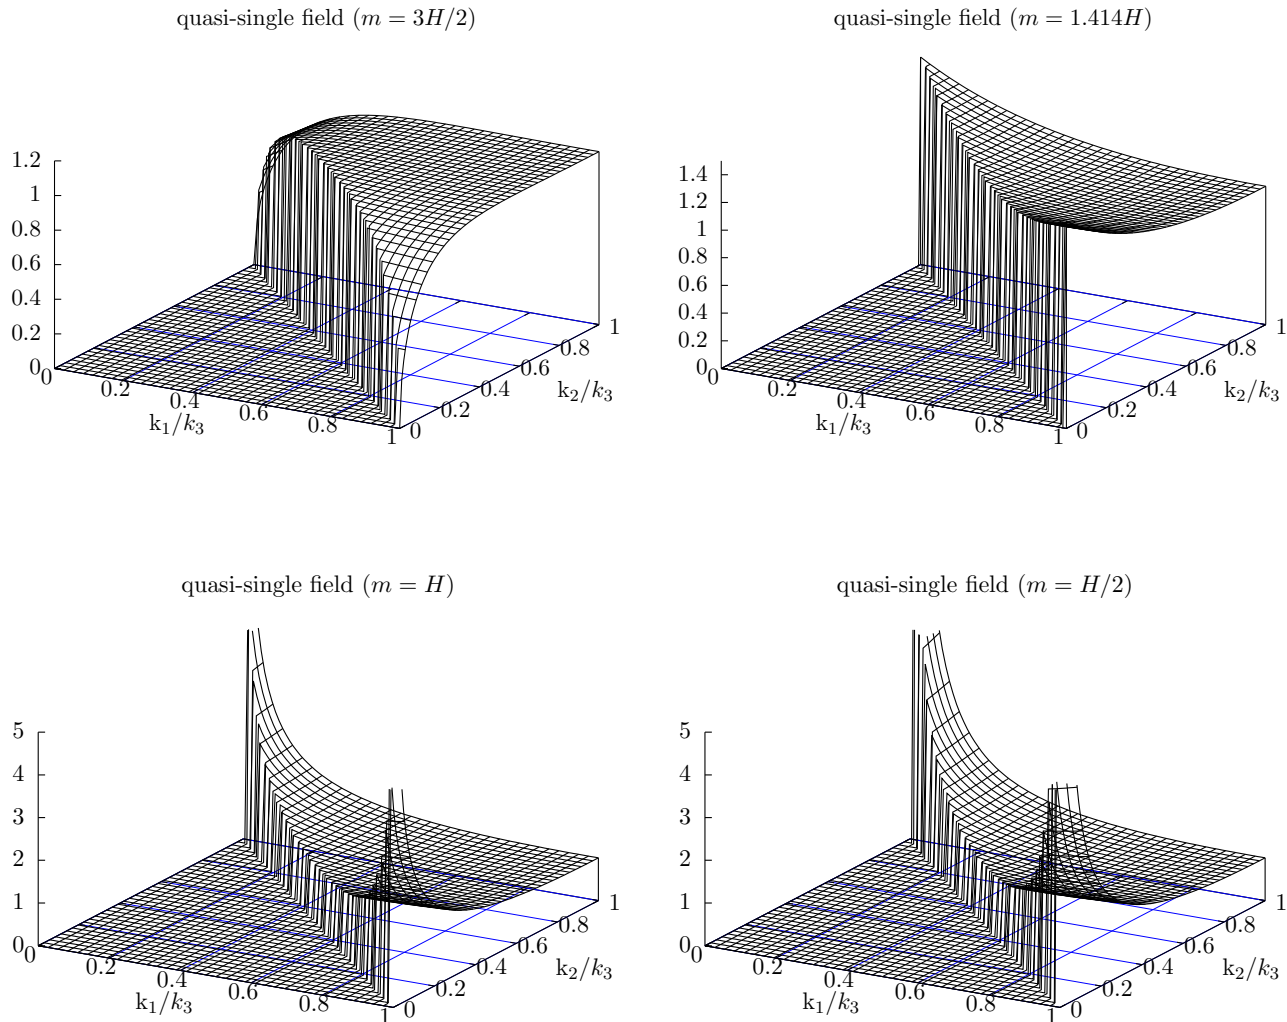 quasi-single field (m = 3H/2)
1.2
1
0.8
0.6
0.4
0.2
0
0 0.2 0.4 0.6 0.8 1
k1/k3
0 0.2 0.4 0.6 0.8 1
k2/k3
quasi-single field (m = 1.414H)
1.4
1.2
1
0.8
0.6
0.4
0.2
0
0 0.2 0.4 0.6 0.8 1
k1/k3
0 0.2 0.4 0.6 0.8 1
k2/k3
quasi-single field (m = H)
5
4
3
2
1
0
0 0.2 0.4 0.6 0.8 1
k1/k3
0 0.2 0.4 0.6 0.8 1
k2/k3
quasi-single field (m = H/2)
5
4
3
2
1
0
0 0.2 0.4 0.6 0.8 1
k1/k3
0 0.2 0.4 0.6 0.8 1
k2/k3